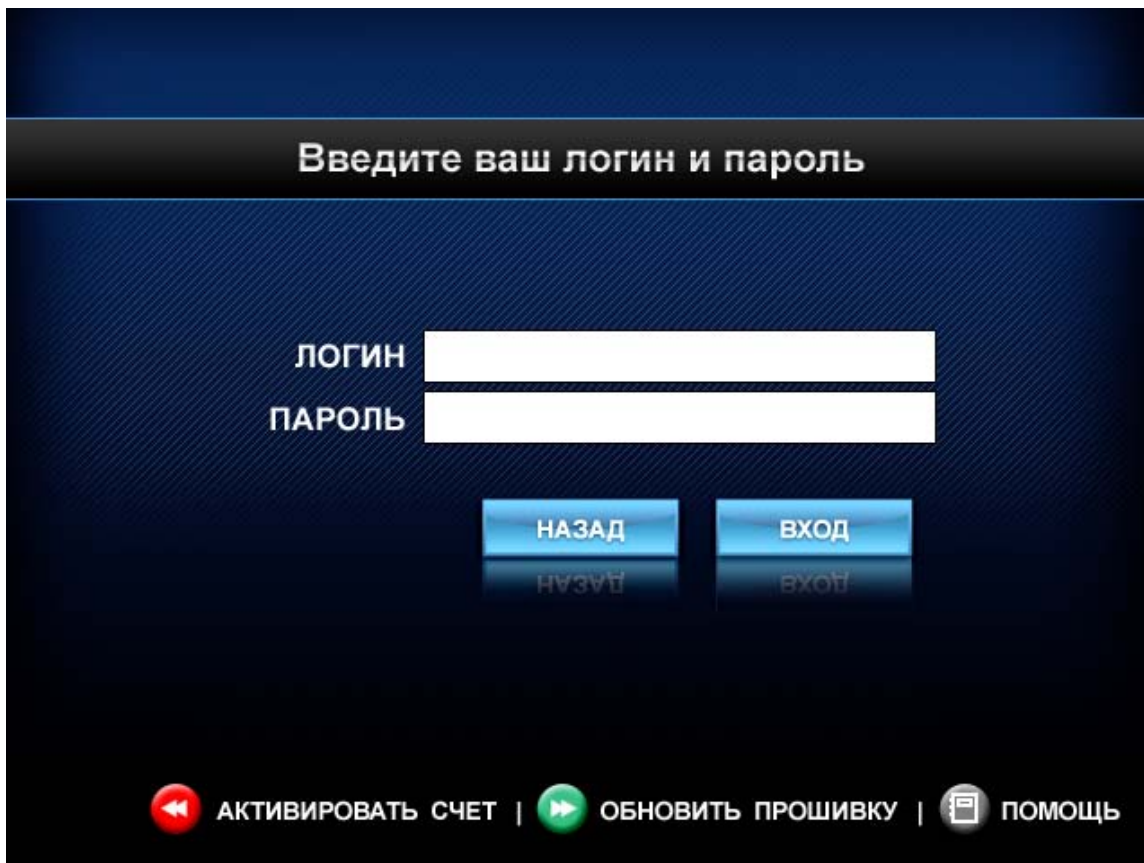 Введите ваш логин и пароль
ЛОГИН
ПАРОЛЬ
НАЗАД ВХОД
АКТИВИРОВАТЬ СЧЕТ | ОБНОВИТЬ ПРОШИВКУ | ПОМОЩЬ